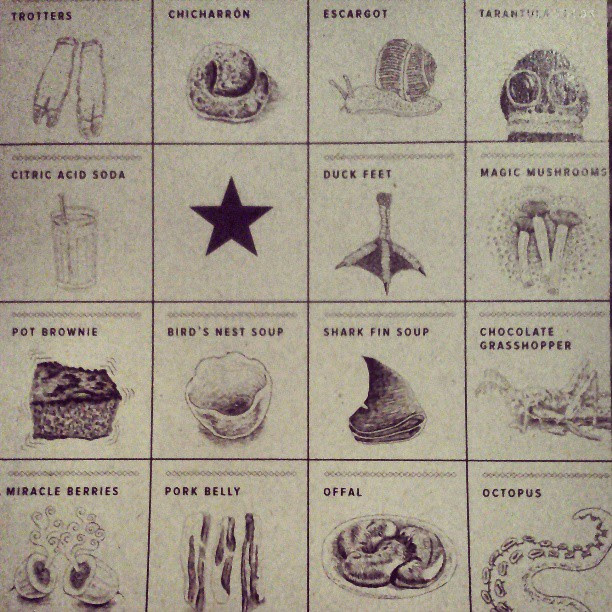 TROTTERS
CHICHARRÓN
ESCARGOT
TARANTULA
CITRIC ACID SODA
DUCK FEET
MAGIC MUSHROOMS
POT BROWNIE
BIRD'S NEST SOUP
SHARK FIN SOUP
CHOCOLATE
GRASSHOPPER
MIRACLE BERRIES
PORK BELLY
OFFAL
OCTOPUS